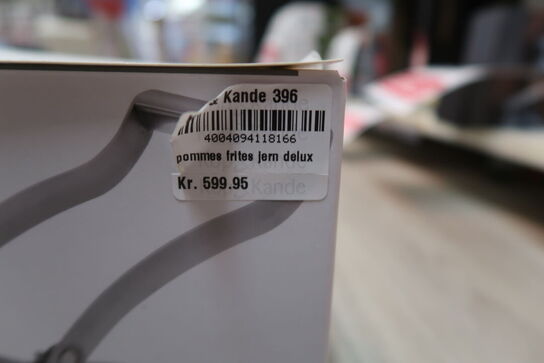 & Kande 396
4004094118166
pommes frites jern delux
Kr. 599.95
Kande